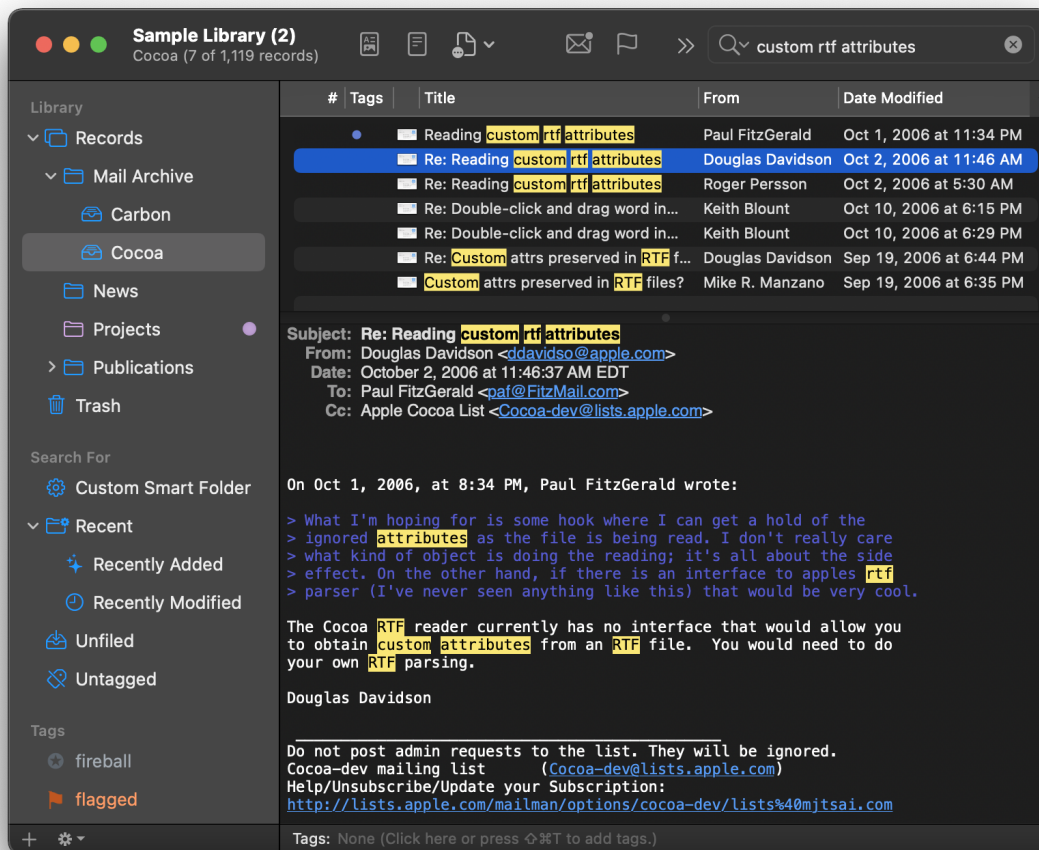 Sample Library (2)
Cocoa (7 of 1,119 records)
custom rtf attributes
Library
Records
Mail Archive
Carbon
Cocoa
News
Projects
Publications
Trash
Search For
Custom Smart Folder
Recent
Recently Added
Recently Modified
Unfiled
Untagged
Tags
fireball
flagged
# Tags Title From Date Modified
Reading custom rtf attributes Paul FitzGerald Oct 1, 2006 at 11:34 PM
Re: Reading custom rtf attributes Douglas Davidson Oct 2, 2006 at 11:46 AM
Re: Reading custom rtf attributes Roger Persson Oct 2, 2006 at 5:30 AM
Re: Double-click and drag word in... Keith Blount Oct 10, 2006 at 6:15 PM
Re: Double-click and drag word in... Keith Blount Oct 10, 2006 at 6:29 PM
Re: Custom attrs preserved in RTF f... Douglas Davidson Sep 19, 2006 at 6:44 PM
Custom attrs preserved in RTF files? Mike R. Manzano Sep 19, 2006 at 6:35 PM
Subject: Re: Reading custom rtf attributes
From: Douglas Davidson <ddavidso@apple.com>
Date: October 2, 2006 at 11:46:37 AM EDT
To: Paul FitzGerald <paf@FitzMail.com>
Cc: Apple Cocoa List <Cocoa-dev@lists.apple.com>
On Oct 1, 2006, at 8:34 PM, Paul FitzGerald wrote:
> What I'm hoping for is some hook where I can get a hold of the
> ignored attributes as the file is being read. I don't really care
> what kind of object is doing the reading; it's all about the side
> effect. On the other hand, if there is an interface to apples rtf
> parser (I've never seen anything like this) that would be very cool.
The Cocoa RTF reader currently has no interface that would allow you
to obtain custom attributes from an RTF file.  You would need to do
your own RTF parsing.
Douglas Davidson
Do not post admin requests to the list. They will be ignored.
Cocoa-dev mailing list      (Cocoa-dev@lists.apple.com)
Help/Unsubscribe/Update your Subscription:
http://lists.apple.com/mailman/options/cocoa-dev/lists%40mjtsai.com
Tags: None (Click here or press ⇧⌘T to add tags.)